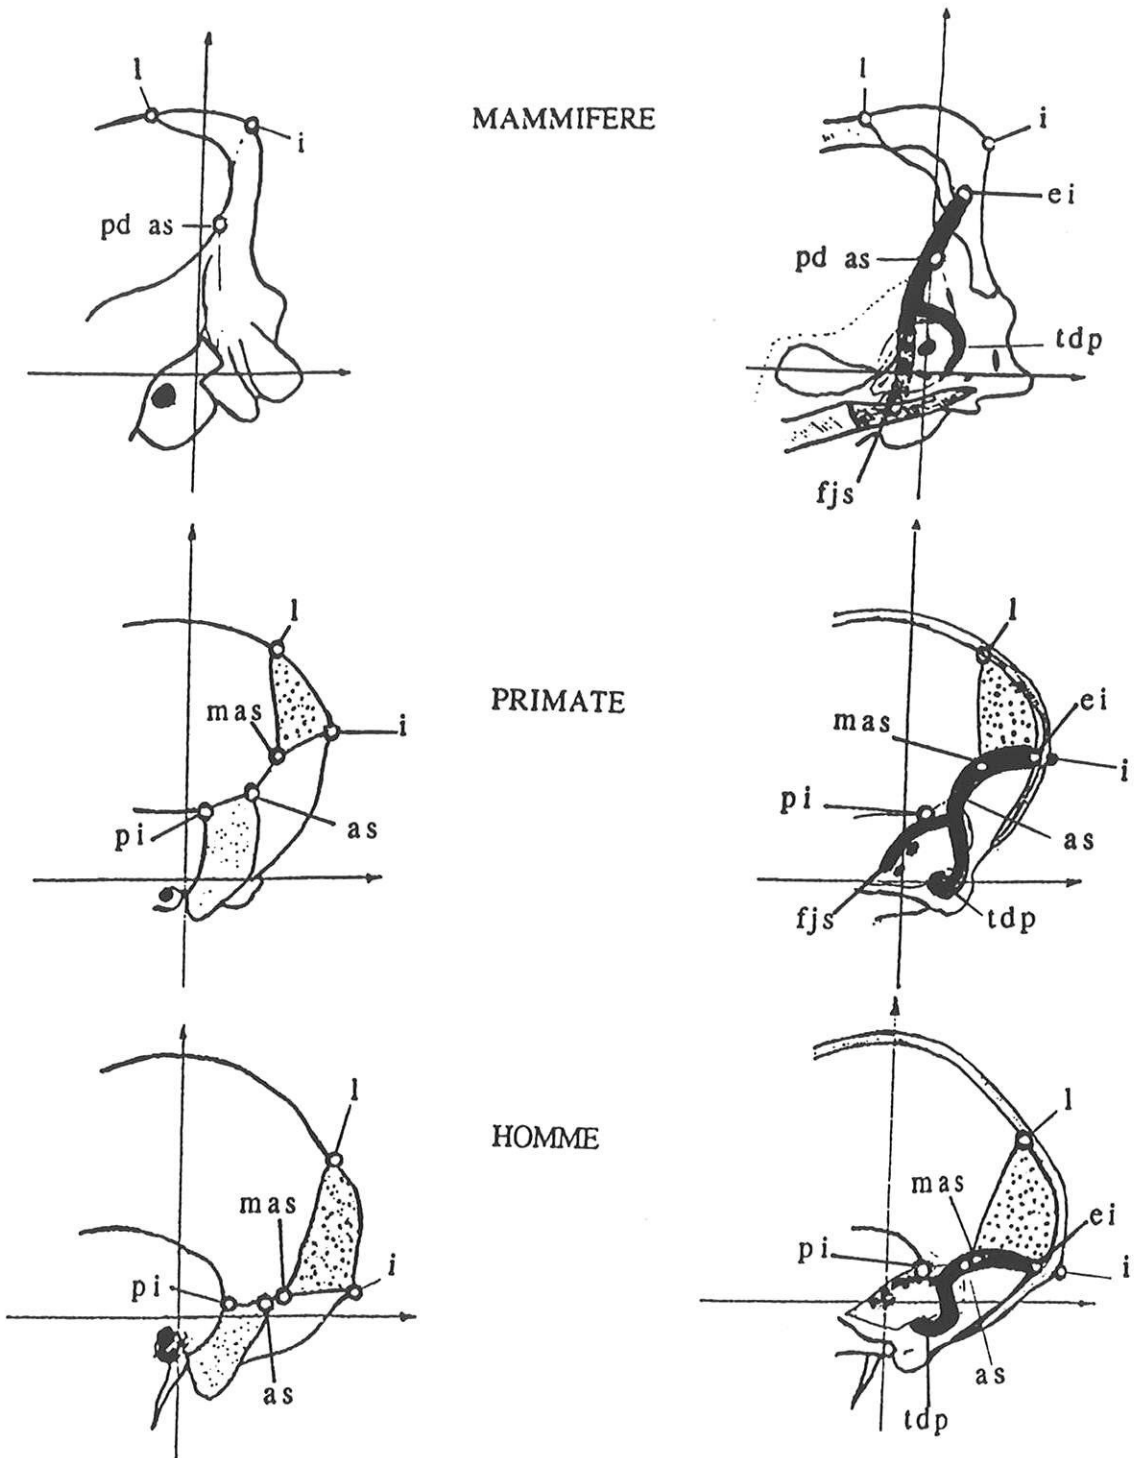 MAMMIFERE
l
i
pd as
l
i
ei
pd as
tdp
fjs
PRIMATE
l
mas
i
pi
as
l
ei
mas
i
pi
as
fjs
tdp
HOMME
l
mas
i
pi
as
l
mas
ei
pi
i
as
tdp